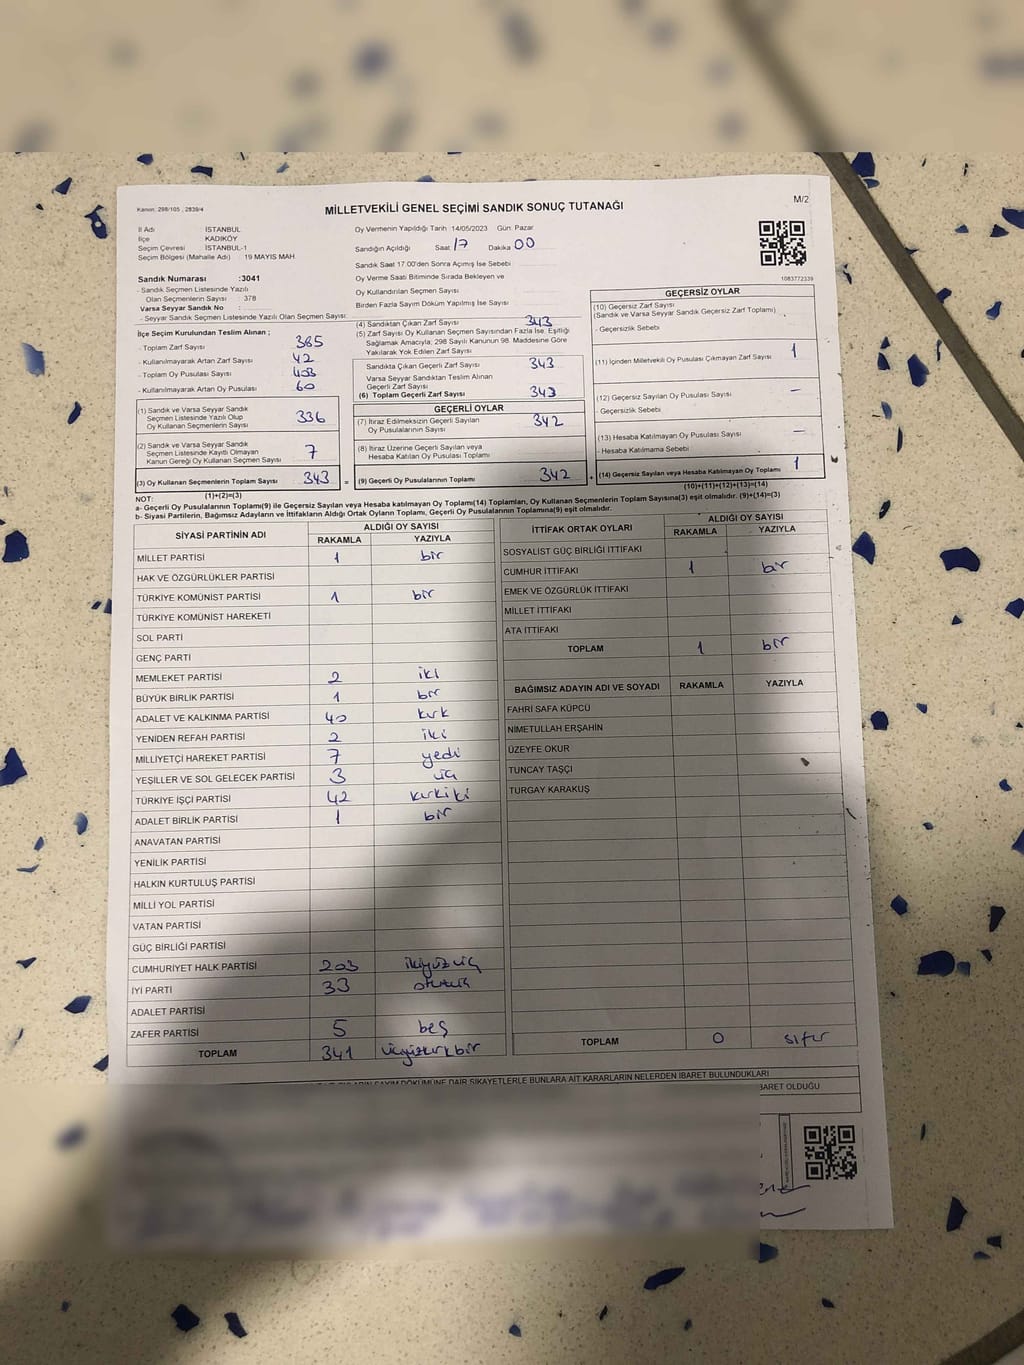 Kanun: 298/105 , 2839/4
MİLLETVEKİLİ GENEL SEÇİMİ SANDIK SONUÇ TUTANAĞI
M/2
İl Adı İSTANBUL
İlçe KADIKÖY
Seçim Çevresi İSTANBUL-1
Seçim Bölgesi (Mahalle Adı) 19 MAYIS MAH.
Sandık Numarası :3041
- Sandık Seçmen Listesinde Yazılı
Olan Seçmenlerin Sayısı : 378
Varsa Seyyar Sandık No :
- Seyyar Sandık Seçmen Listesinde Yazılı Olan Seçmen Sayısı:
Oy Vermenin Yapıldığı Tarih 14/05/2023 Gün Pazar
Sandığın Açıldığı Saat 17 Dakika 00
Sandık Saat 17.00'den Sonra Açılmış İse Sebebi
Oy Verme Saati Bitiminde Sırada Bekleyen ve
Oy Kullandırılan Seçmen Sayısı
Birden Fazla Sayım Döküm Yapılmış İse Sayısı
1083772339
İlçe Seçim Kurulundan Teslim Alınan ;
- Toplam Zarf Sayısı 385
- Kullanılmayarak Artan Zarf Sayısı 42
- Toplam Oy Pusulası Sayısı 403
- Kullanılmayarak Artan Oy Pusulası 60
(1) Sandık ve Varsa Seyyar Sandık
Seçmen Listesinde Yazılı Olup
Oy Kullanan Seçmenlerin Sayısı 336
(2) Sandık ve Varsa Seyyar Sandık
Seçmen Listesinde Kayıtlı Olmayan
Kanun Gereği Oy Kullanan Seçmen Sayısı 7
(3) Oy Kullanan Seçmenlerin Toplam Sayısı 343 =
(1)+(2)=(3)
(4) Sandıktan Çıkan Zarf Sayısı 343
(5) Zarf Sayısı Oy Kullanan Seçmen Sayısından Fazla İse, Eşitliği
Sağlamak Amacıyla; 298 Sayılı Kanunun 98. Maddesine Göre
Yakılarak Yok Edilen Zarf Sayısı
Sandıkta Çıkan Geçerli Zarf Sayısı 343
Varsa Seyyar Sandıktan Teslim Alınan
Geçerli Zarf Sayısı
(6) Toplam Geçerli Zarf Sayısı 343
GEÇERLİ OYLAR
(7) İtiraz Edilmeksizin Geçerli Sayılan
Oy Pusulalarının Sayısı 342
(8) İtiraz Üzerine Geçerli Sayılan veya
Hesaba Katılan Oy Pusulası Toplamı
(9) Geçerli Oy Pusulalarının Toplamı 342 +
GEÇERSİZ OYLAR
(10) Geçersiz Zarf Sayısı
(Sandık ve Varsa Seyyar Sandık Geçersiz Zarf Toplamı)
- Geçersizlik Sebebi
(11) İçinden Milletvekili Oy Pusulası Çıkmayan Zarf Sayısı 1
(12) Geçersiz Sayılan Oy Pusulası Sayısı –
- Geçersizlik Sebebi
(13) Hesaba Katılmayan Oy Pusulası Sayısı –
- Hesaba Katılmama Sebebi
(14) Geçersiz Sayılan veya Hesaba Katılmayan Oy Toplamı 1
(10)+(11)+(12)+(13)=(14)
NOT:
a- Geçerli Oy Pusulalarının Toplamı(9) ile Geçersiz Sayılan veya Hesaba katılmayan Oy Toplamı(14) Toplamları, Oy Kullanan Seçmenlerin Toplam Sayısına(3) eşit olmalıdır. (9)+(14)=(3)
b- Siyasi Partilerin, Bağımsız Adayların ve İttifakların Aldığı Ortak Oyların Toplamı, Geçerli Oy Pusulalarının Toplamına(9) eşit olmalıdır.
SİYASİ PARTİNİN ADI ALDIĞI OY SAYISI
RAKAMLA YAZIYLA
MİLLET PARTİSİ 1 bir
HAK VE ÖZGÜRLÜKLER PARTİSİ
TÜRKİYE KOMÜNİST PARTİSİ 1 bir
TÜRKİYE KOMÜNİST HAREKETİ
SOL PARTİ
GENÇ PARTİ
MEMLEKET PARTİSİ 2 iki
BÜYÜK BİRLİK PARTİSİ 1 bir
ADALET VE KALKINMA PARTİSİ 40 kırk
YENİDEN REFAH PARTİSİ 2 iki
MİLLİYETÇİ HAREKET PARTİSİ 7 yedi
YEŞİLLER VE SOL GELECEK PARTİSİ 3 üç
TÜRKİYE İŞÇİ PARTİSİ 42 kırkiki
ADALET BİRLİK PARTİSİ 1 bir
ANAVATAN PARTİSİ
YENİLİK PARTİSİ
HALKIN KURTULUŞ PARTİSİ
MİLLİ YOL PARTİSİ
VATAN PARTİSİ
GÜÇ BİRLİĞİ PARTİSİ
CUMHURİYET HALK PARTİSİ 203 ikiyüzüç
İYİ PARTİ 33 otuzüç
ADALET PARTİSİ
ZAFER PARTİSİ 5 beş
TOPLAM 341 üçyüzkırkbir
İTTİFAK ORTAK OYLARI ALDIĞI OY SAYISI
RAKAMLA YAZIYLA
SOSYALİST GÜÇ BİRLİĞİ İTTİFAKI
CUMHUR İTTİFAKI 1 bir
EMEK VE ÖZGÜRLÜK İTTİFAKI
MİLLET İTTİFAKI
ATA İTTİFAKI
TOPLAM 1 bir
BAĞIMSIZ ADAYIN ADI VE SOYADI RAKAMLA YAZIYLA
FAHRİ SAFA KÜPCÜ
NİMETULLAH ERŞAHİN
ÜZEYFE OKUR
TUNCAY TAŞÇI
TURGAY KARAKUŞ
TOPLAM 0 sıfır
SAYIM DÖKÜMÜNE DAİR ŞİKAYETLERLE BUNLARA AİT KARARLARIN NELERDEN İBARET BULUNDUKLARI
İBARET OLDUĞU